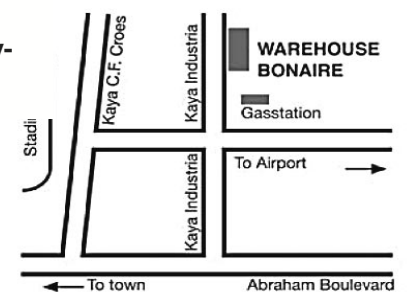 y-
Kaya C.F. Croes
Kaya Industria
WAREHOUSE
BONAIRE
Gasstation
Stadi
Kaya Industria
To Airport
To town
Abraham Boulevard